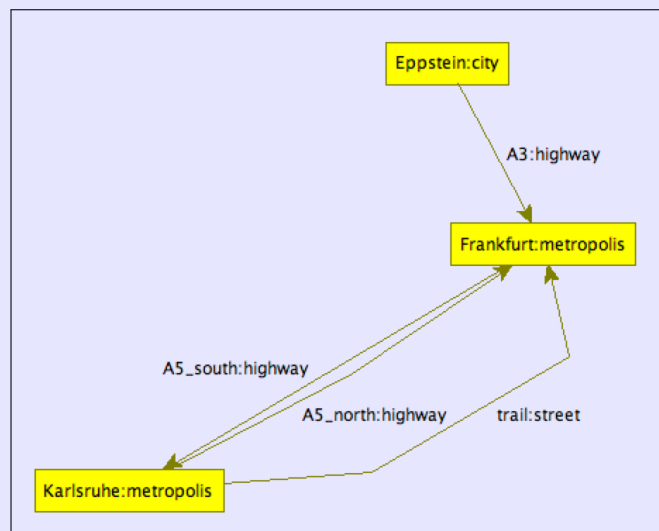 Eppstein:city
A3:highway
Frankfurt:metropolis
A5_south:highway
A5_north:highway
trail:street
Karlsruhe:metropolis